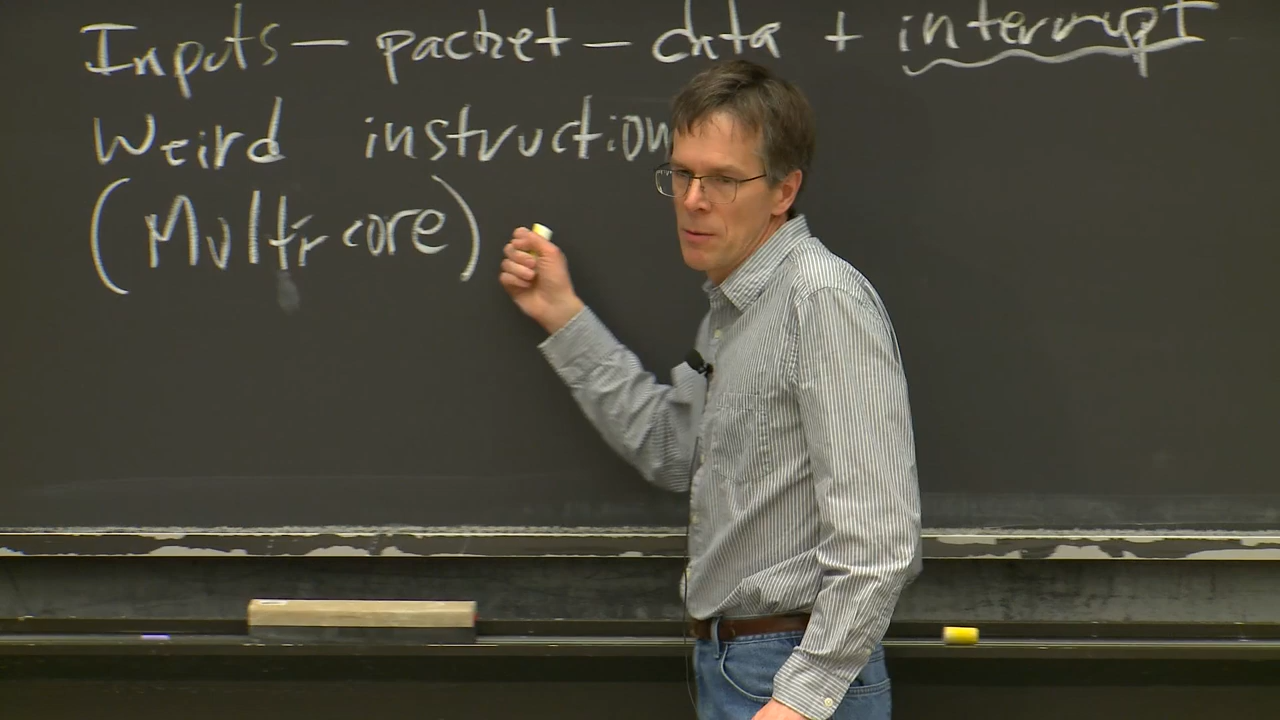 Inputs — packet — data + interrupt
Weird instruction
(Multicore)